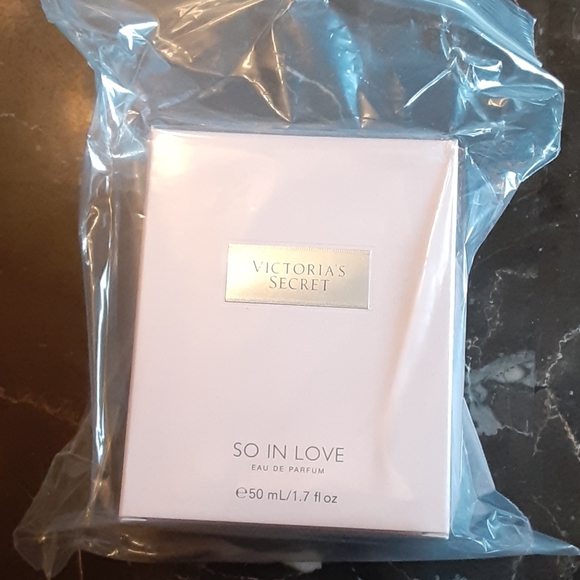 VICTORIA'S
SECRET
SO IN LOVE
EAU DE PARFUM
℮50 mL/1.7 fl oz